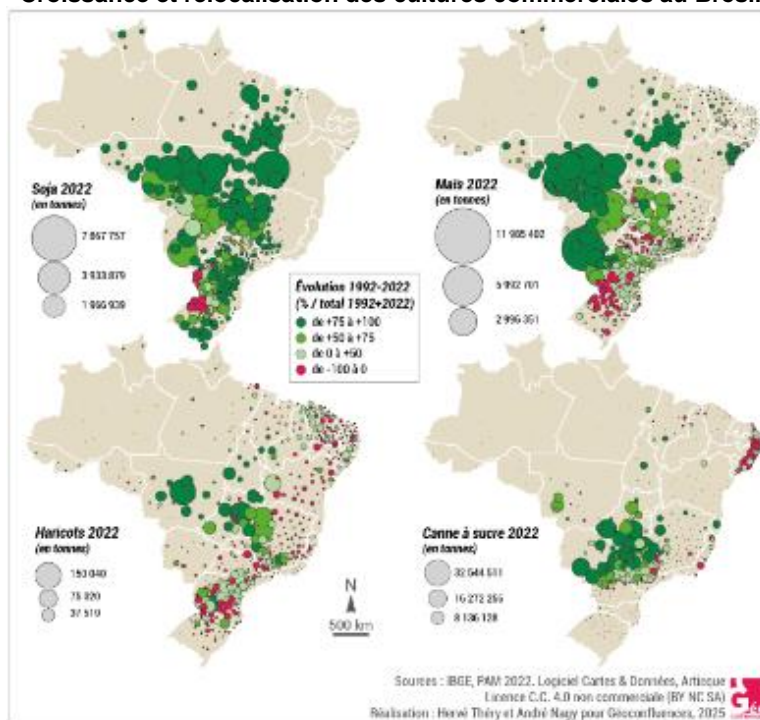 Croissance et relocalisation des cultures commerciales au Brésil
Soja 2022
(en tonnes)
7 867 757
3 933 879
1 966 939
Maïs 2022
(en tonnes)
11 985 402
5 992 701
2 996 351
Évolution 1992-2022
(% / total 1992+2022)
de +75 à +100
de +50 à +75
de 0 à +50
de -100 à 0
Haricots 2022
(en tonnes)
150 040
75 020
37 510
N
500 km
Canne à sucre 2022
(en tonnes)
32 544 511
16 272 256
8 136 128
Sources : IBGE, PAM 2022. Logiciel Cartes & Données, Articque
Licence C.C. 4.0 non commerciale (BY NC SA)
Réalisation : Hervé Théry et André Nagy pour Géoconfluences, 2025